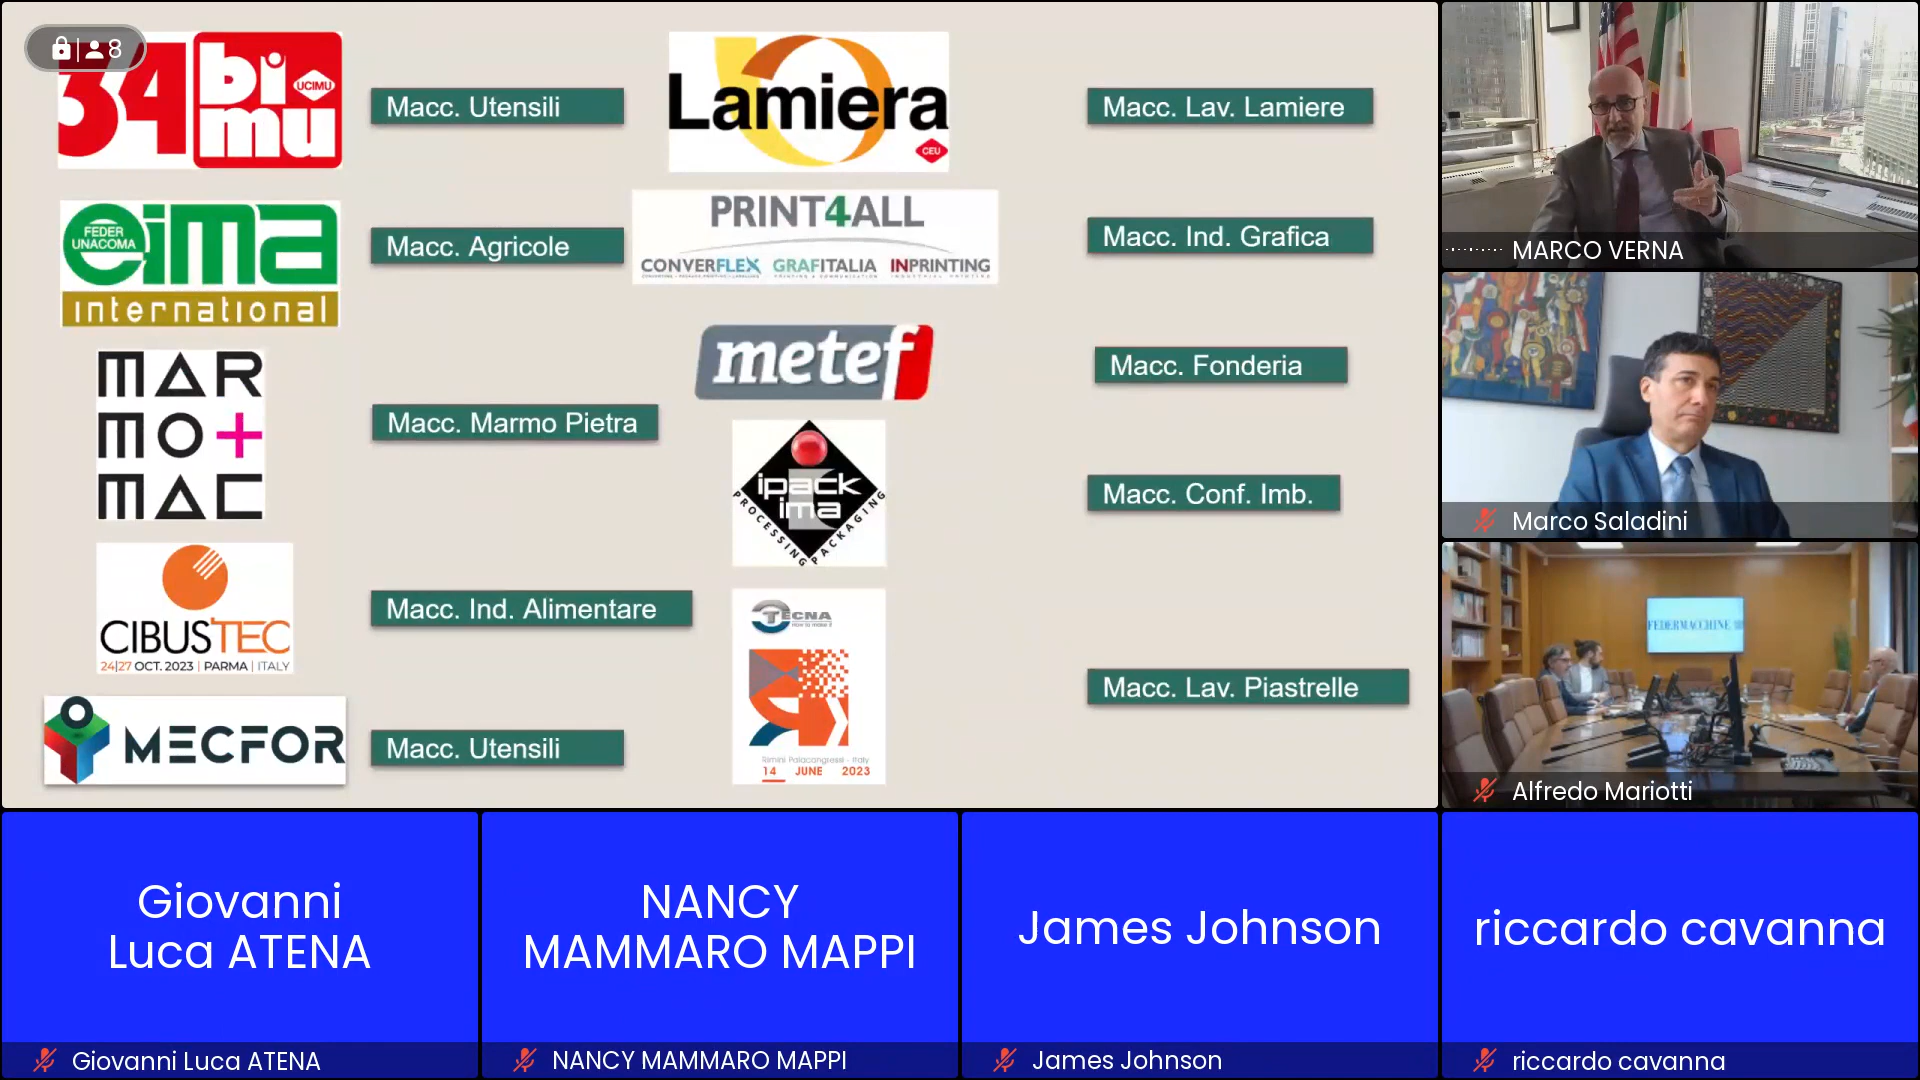 8
34
bi
mu
UCIMU
Macc. Utensili
Lamiera
CEU
Macc. Lav. Lamiere
FEDER
UNACOMA
eima
international
Macc. Agricole
PRINT4ALL
CONVERFLEX GRAFITALIA INPRINTING
Macc. Ind. Grafica
MAR
MO+
MAC
Macc. Marmo Pietra
metef
Macc. Fonderia
ipack
ima
PROCESSING PACKAGING
Macc. Conf. Imb.
CIBUSTEC
24|27 OCT. 2023 | PARMA | ITALY
Macc. Ind. Alimentare
TECNA
Rimini Palacongressi - Italy
14 JUNE 2023
Macc. Lav. Piastrelle
MECFOR
Macc. Utensili
MARCO VERNA
Marco Saladini
FEDERMACCHINE
Alfredo Mariotti
Giovanni
Luca ATENA
Giovanni Luca ATENA
NANCY
MAMMARO MAPPI
NANCY MAMMARO MAPPI
James Johnson
James Johnson
riccardo cavanna
riccardo cavanna